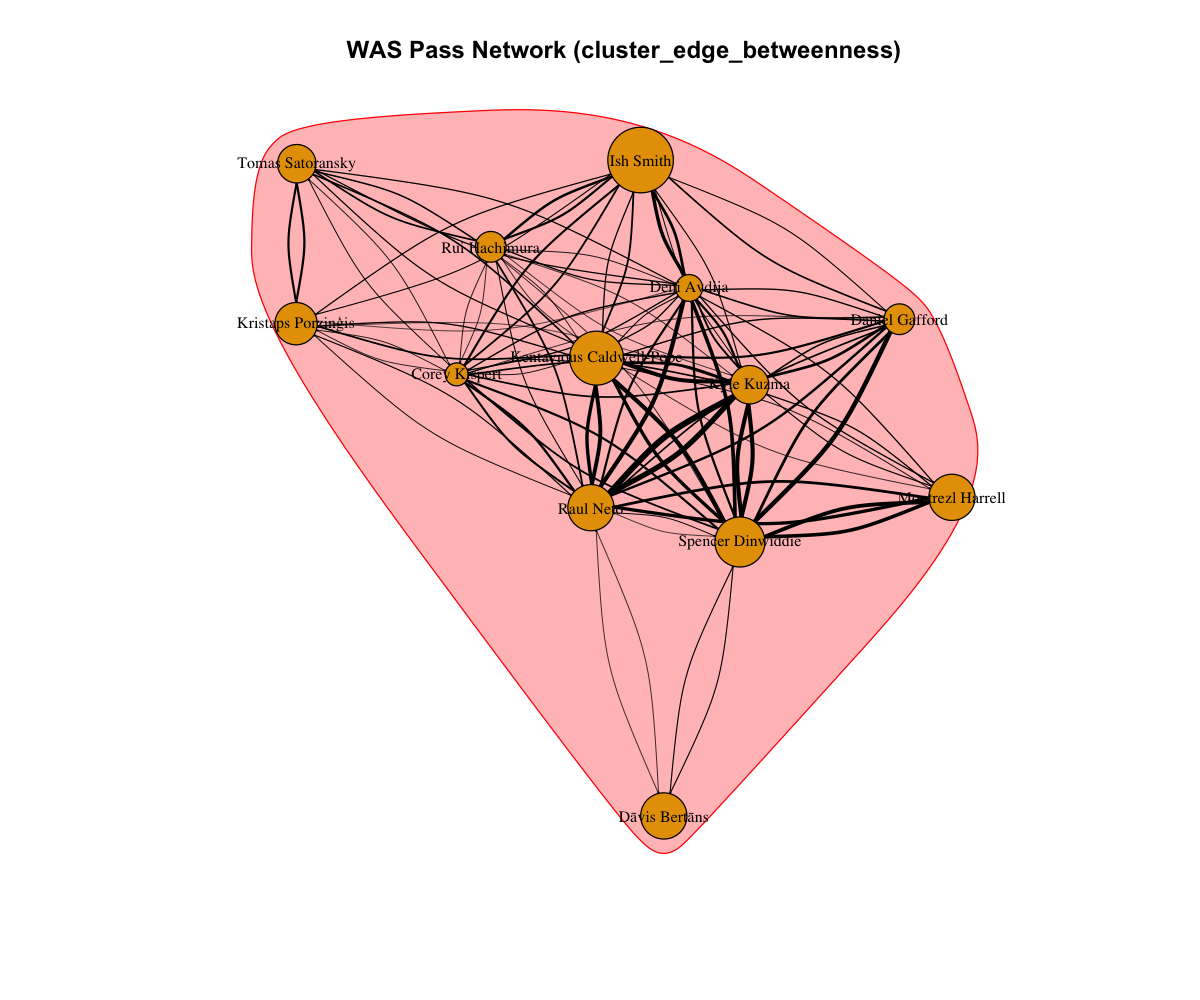 WAS Pass Network (cluster_edge_betweenness)
Ish Smith
Tomas Satoransky
Rui Hachimura
Deni Avdija
Daniel Gafford
Kristaps Porziņģis
Kentavious Caldwell-Pope
Corey Kispert
Kyle Kuzma
Montrezl Harrell
Raul Neto
Spencer Dinwiddie
Dāvis Bertāns